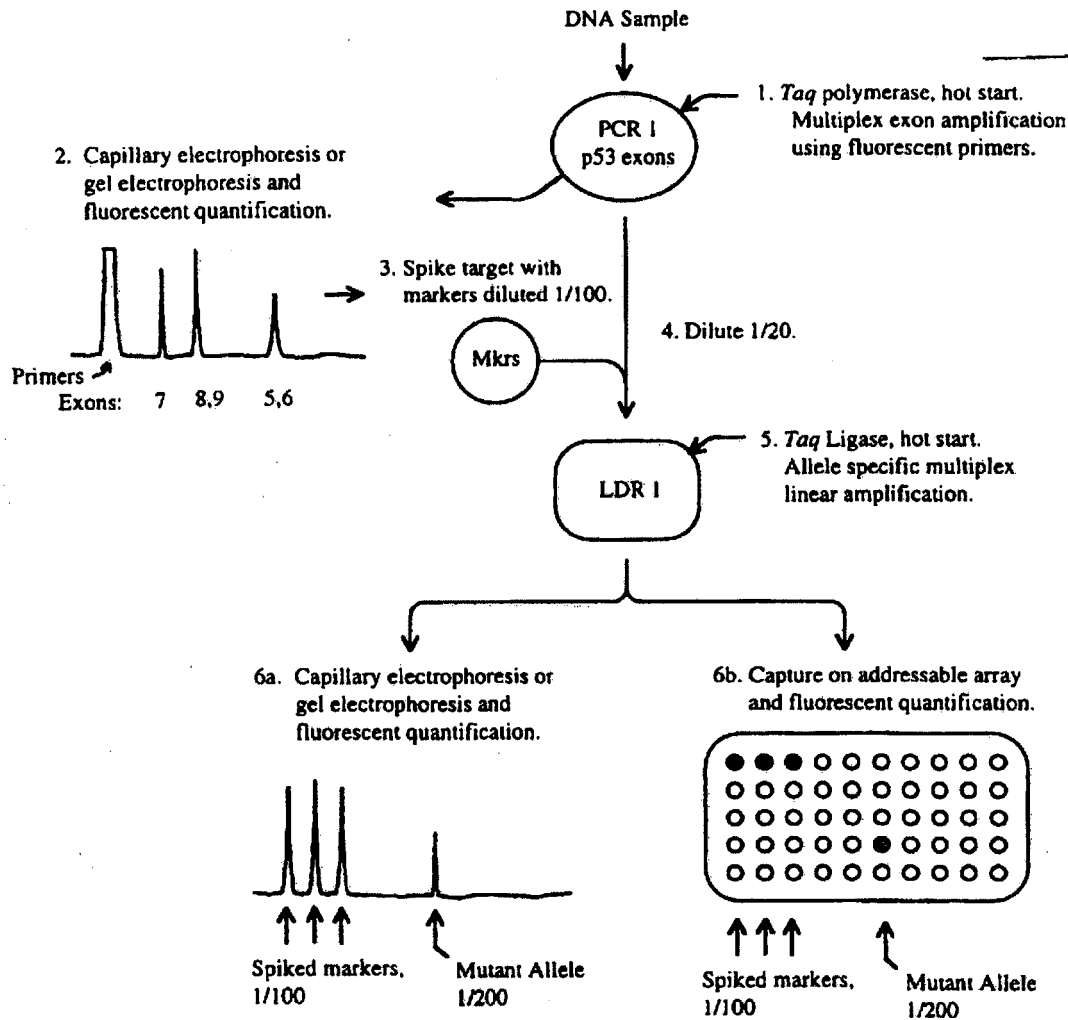 DNA Sample
PCR 1
p53 exons
1. Taq polymerase, hot start.
Multiplex exon amplification
using fluorescent primers.
2. Capillary electrophoresis or
gel electrophoresis and
fluorescent quantification.
Primers
Exons: 7 8,9 5,6
3. Spike target with
markers diluted 1/100.
Mkrs
4. Dilute 1/20.
5. Taq Ligase, hot start.
Allele specific multiplex
linear amplification.
LDR 1
6a. Capillary electrophoresis or
gel electrophoresis and
fluorescent quantification.
Spiked markers,
1/100
Mutant Allele
1/200
6b. Capture on addressable array
and fluorescent quantification.
Spiked markers,
1/100
Mutant Allele
1/200